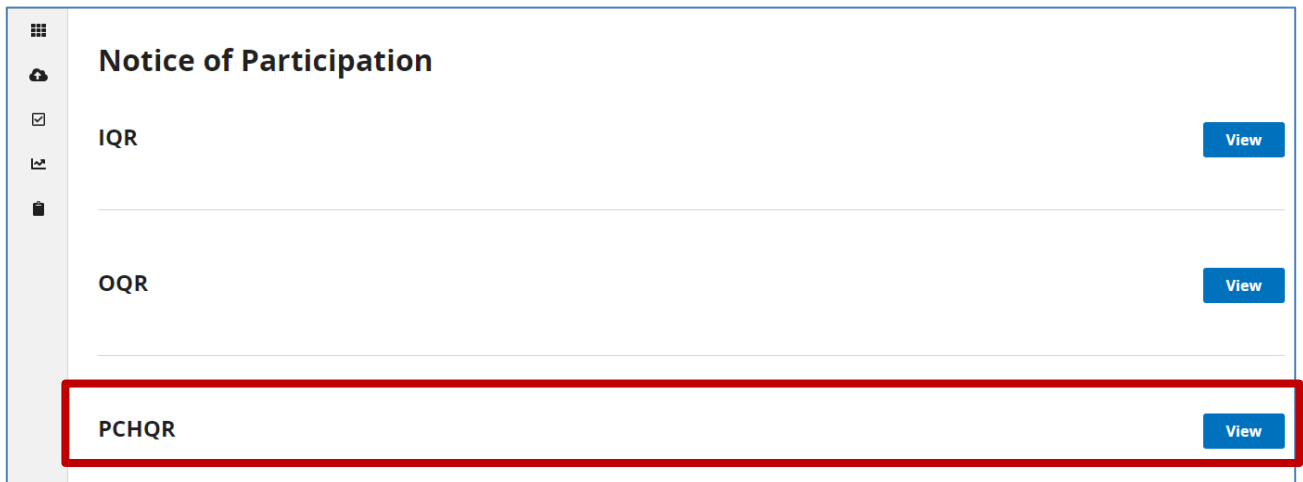 Notice of Participation
IQR
View
OQR
View
PCHQR
View